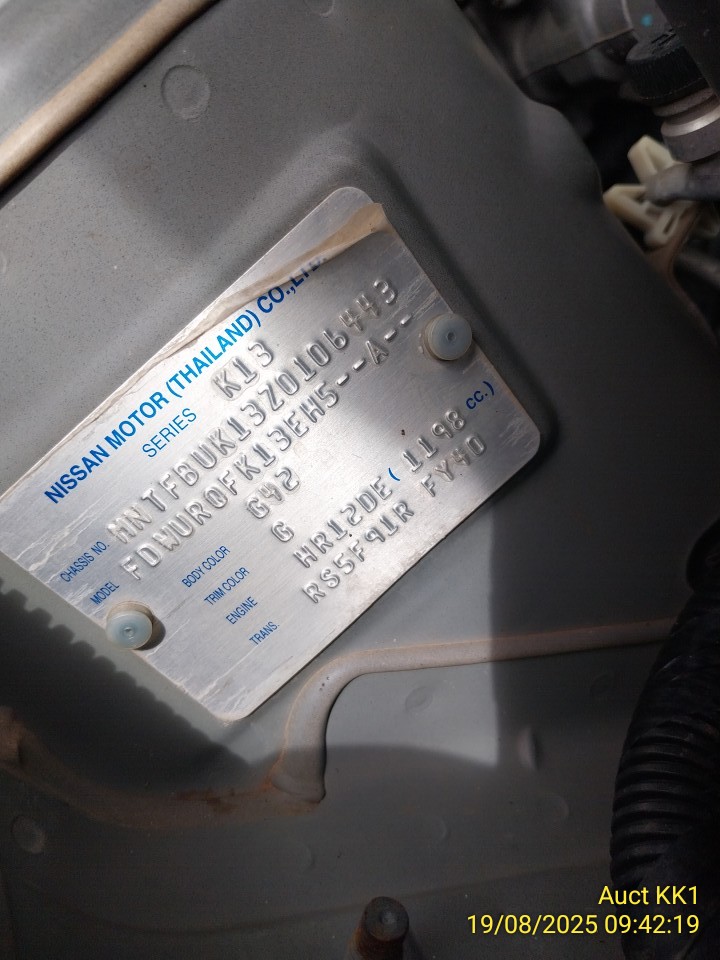 NISSAN MOTOR (THAILAND) CO.,LTD.
SERIES K13
CHASSIS NO. MNTFBUK13Z0106443
MODEL FDWURQFK13EH5--A--
BODY COLOR G42
TRIM COLOR G
ENGINE HR12DE ( 1198 cc.)
TRANS. RS5F91R FY40
Auct KK1
19/08/2025 09:42:19